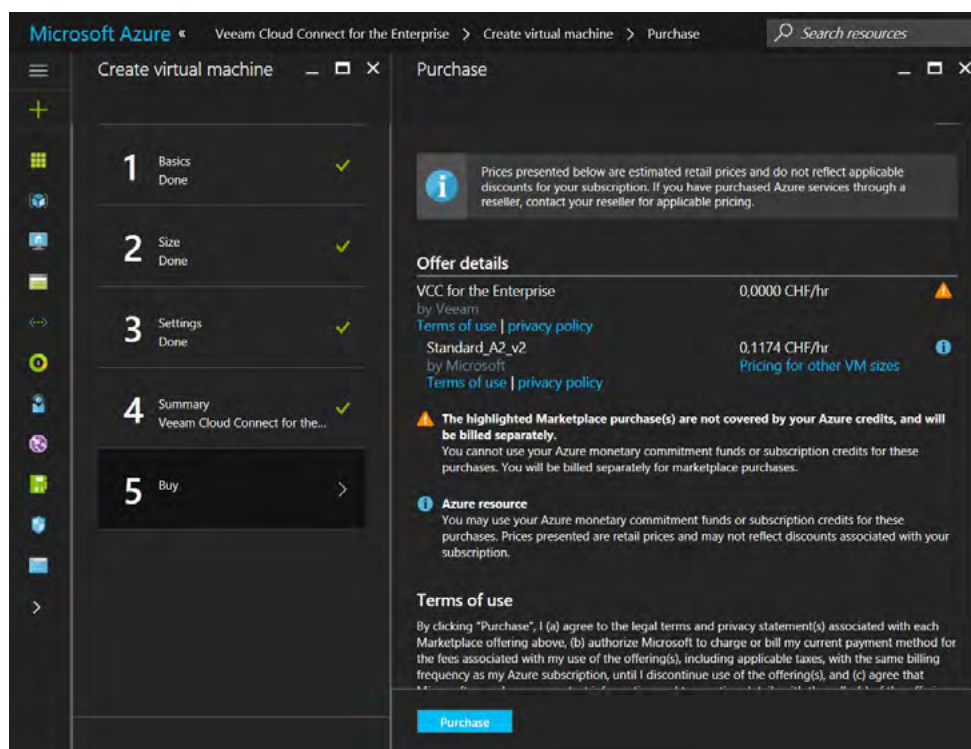 Microsoft Azure « Veeam Cloud Connect for the Enterprise > Create virtual machine > Purchase Search resources
Create virtual machine
1 Basics
Done
2 Size
Done
3 Settings
Done
4 Summary
Veeam Cloud Connect for the...
5 Buy
Purchase
Prices presented below are estimated retail prices and do not reflect applicable
discounts for your subscription. If you have purchased Azure services through a
reseller, contact your reseller for applicable pricing.
Offer details
VCC for the Enterprise 0,0000 CHF/hr
by Veeam
Terms of use | privacy policy
Standard_A2_v2 0,1174 CHF/hr
by Microsoft Pricing for other VM sizes
Terms of use | privacy policy
The highlighted Marketplace purchase(s) are not covered by your Azure credits, and will
be billed separately.
You cannot use your Azure monetary commitment funds or subscription credits for these
purchases. You will be billed separately for marketplace purchases.
Azure resource
You may use your Azure monetary commitment funds or subscription credits for these
purchases. Prices presented are retail prices and may not reflect discounts associated with your
subscription.
Terms of use
By clicking "Purchase", I (a) agree to the legal terms and privacy statement(s) associated with each
Marketplace offering above, (b) authorize Microsoft to charge or bill my current payment method for
the fees associated with my use of the offering(s), including applicable taxes, with the same billing
frequency as my Azure subscription, until I discontinue use of the offering(s), and (c) agree that
Purchase